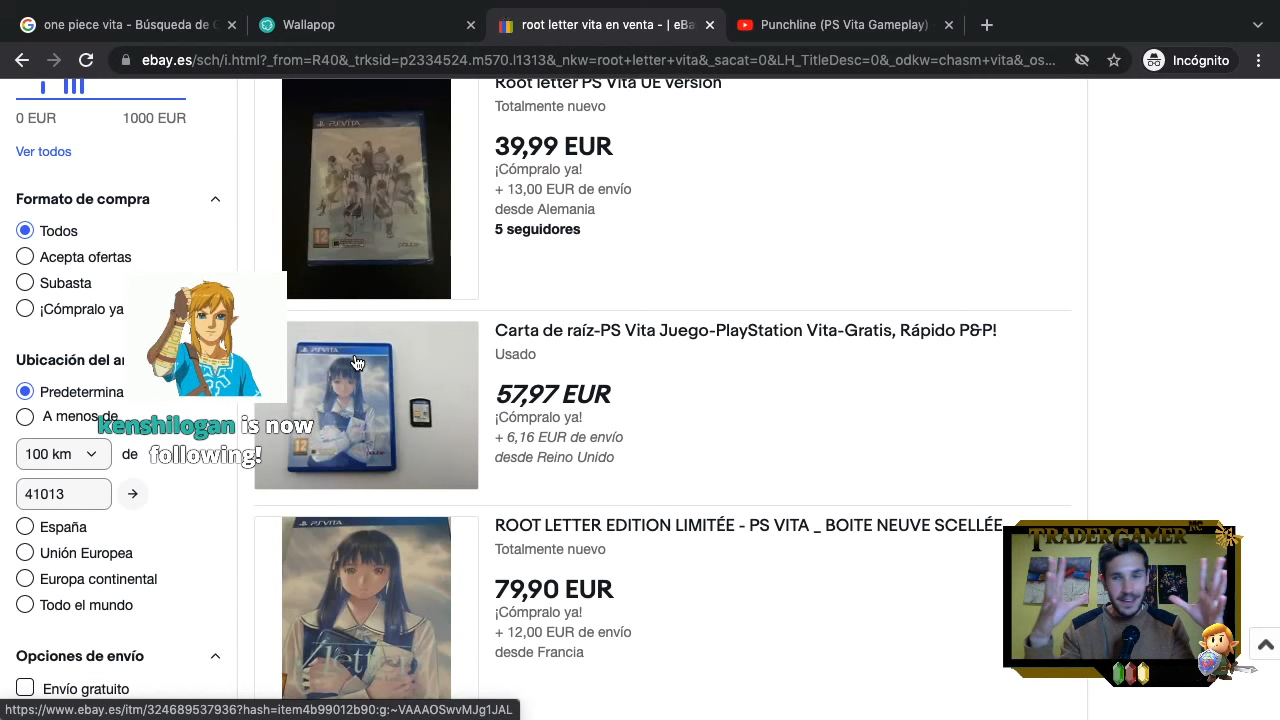 one piece vita - Búsqueda de G
Wallapop
root letter vita en venta - | eBa
Punchline (PS Vita Gameplay)
ebay.es/sch/i.html?_from=R40&_trksid=p2334524.m570.l1313&_nkw=root+letter+vita&_sacat=0&LH_TitleDesc=0&_odkw=chasm+vita&_os...
Incógnito
0 EUR
1000 EUR
Ver todos
Formato de compra
Todos
Acepta ofertas
Subasta
¡Cómpralo ya
Ubicación del ar
Predetermina
A menos de
100 km
de
41013
España
Unión Europea
Europa continental
Todo el mundo
Opciones de envío
Envío gratuito
kenshilogan is now
following!
Root letter PS Vita UE version
Totalmente nuevo
39,99 EUR
¡Cómpralo ya!
+ 13,00 EUR de envío
desde Alemania
5 seguidores
PSVITA
12
Carta de raíz-PS Vita Juego-PlayStation Vita-Gratis, Rápido P&P!
Usado
57,97 EUR
¡Cómpralo ya!
+ 6,16 EUR de envío
desde Reino Unido
PSVITA
12
ROOT LETTER EDITION LIMITÉE - PS VITA _ BOITE NEUVE SCELLÉE
Totalmente nuevo
79,90 EUR
¡Cómpralo ya!
+ 12,00 EUR de envío
desde Francia
PSVITA
letter
TRADERGAMER MC
https://www.ebay.es/itm/324689537936?hash=item4b99012b90:g:~VAAAOSwvMJg1JAL